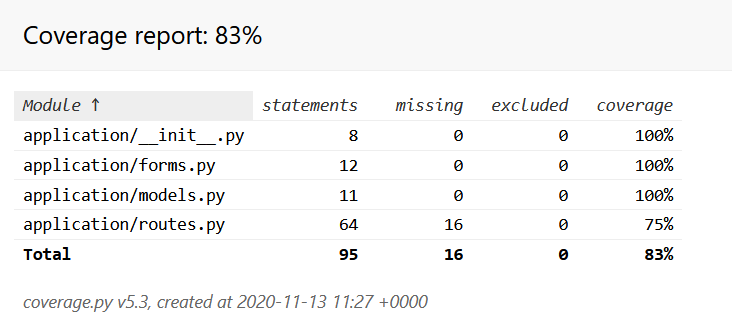 Coverage report: 83%
Module ↑ statements missing excluded coverage
application/__init__.py 8 0 0 100%
application/forms.py 12 0 0 100%
application/models.py 11 0 0 100%
application/routes.py 64 16 0 75%
Total 95 16 0 83%
coverage.py v5.3, created at 2020-11-13 11:27 +0000